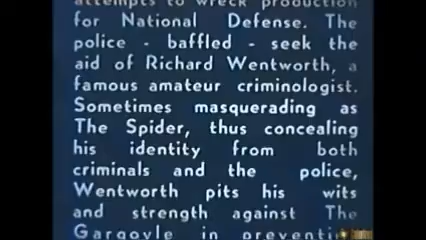 attempts to wreck production
for National Defense. The
police - baffled - seek the
aid of Richard Wentworth, a
famous amateur criminologist.
Sometimes masquerading as
The Spider, thus concealing
his identity from both
criminals and the police,
Wentworth pits his wits
and strength against The
Gargoyle in preventing